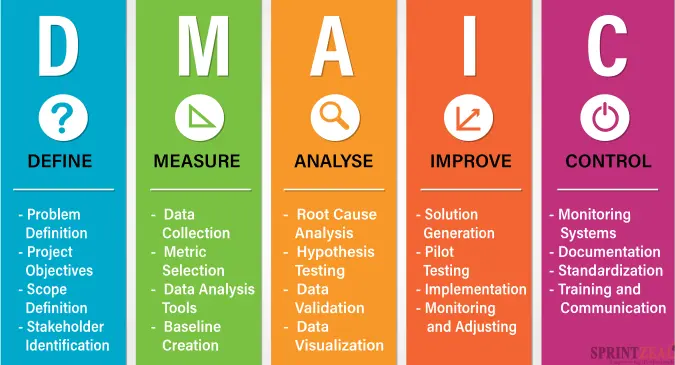 D
DEFINE
- Problem
Definition
- Project
Objectives
- Scope
Definition
- Stakeholder
Identification
M
MEASURE
- Data
Collection
- Metric
Selection
- Data Analysis
Tools
- Baseline
Creation
A
ANALYSE
- Root Cause
Analysis
- Hypothesis
Testing
- Data
Validation
- Data
Visualization
I
IMPROVE
- Solution
Generation
- Pilot
Testing
- Implementation
- Monitoring
and Adjusting
C
CONTROL
- Monitoring
Systems
- Documentation
- Standardization
- Training and
Communication
SPRINTZEAL